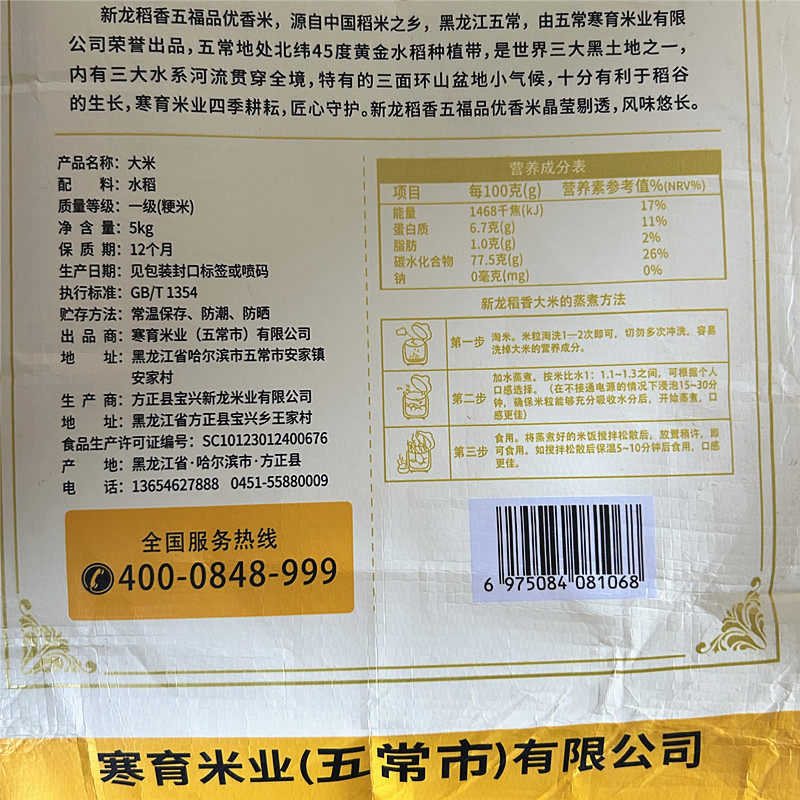 新龙稻香五福品优香米，源自中国稻米之乡，黑龙江五常，由五常寒育米业有限
公司荣誉出品，五常地处北纬45度黄金水稻种植带，是世界三大黑土地之一，
内有三大水系河流贯穿全境，特有的三面环山盆地小气候，十分有利于稻谷
的生长，寒育米业四季耕耘，匠心守护。新龙稻香五福品优香米晶莹剔透，风味悠长。
产品名称：大米
配 料：水稻
质量等级：一级(粳米)
净 含 量：5kg
保 质 期：12个月
生产日期：见包装封口标签或喷码
执行标准：GB/T 1354
贮存方法：常温保存、防潮、防晒
出 品 商：寒育米业（五常市）有限公司
地 址：黑龙江省哈尔滨市五常市安家镇
安家村
生 产 商：方正县宝兴新龙米业有限公司
地 址：黑龙江省方正县宝兴乡王家村
食品生产许可证编号：SC10123012400676
产 地：黑龙江省·哈尔滨市·方正县
电 话：13654627888 0451-55880009
全国服务热线
400-0848-999
营养成分表
项目 每100克(g) 营养素参考值%(NRV%)
能量 1468千焦(kJ) 17%
蛋白质 6.7克(g) 11%
脂肪 1.0克(g) 2%
碳水化合物 77.5克(g) 26%
钠 0毫克(mg) 0%
新龙稻香大米的蒸煮方法
第一步 淘米。米粒淘洗1—2次即可，切勿多次冲洗，容易
洗掉大米的营养成分。
第二步 加水蒸煮。按米比水1：1.1~1.3之间，可根据个人
口感选择。（在不接通电源的情况下浸泡15~30分
钟，确保米粒能够充分吸收水分后，开始蒸煮。口
感更佳）
第三步 食用。将蒸煮好的米饭搅拌松散后，放置稍许，即
可食用。如搅拌松散后保温5~10分钟后食用，口感
更佳。
6 975084 081068
寒育米业(五常市)有限公司